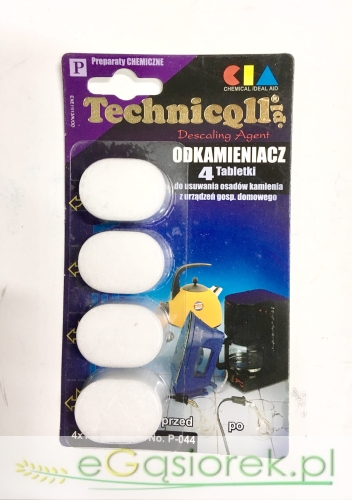 P Preparaty CHEMICZNE
CIA
CHEMICAL IDEAL AID
Technicqll
Descaling Agent
ODKAMIENIACZ
4 Tabletki
do usuwania osadów kamienia
z urządzeń gosp. domowego
przed po
No. P-044
eGąsiorek.pl